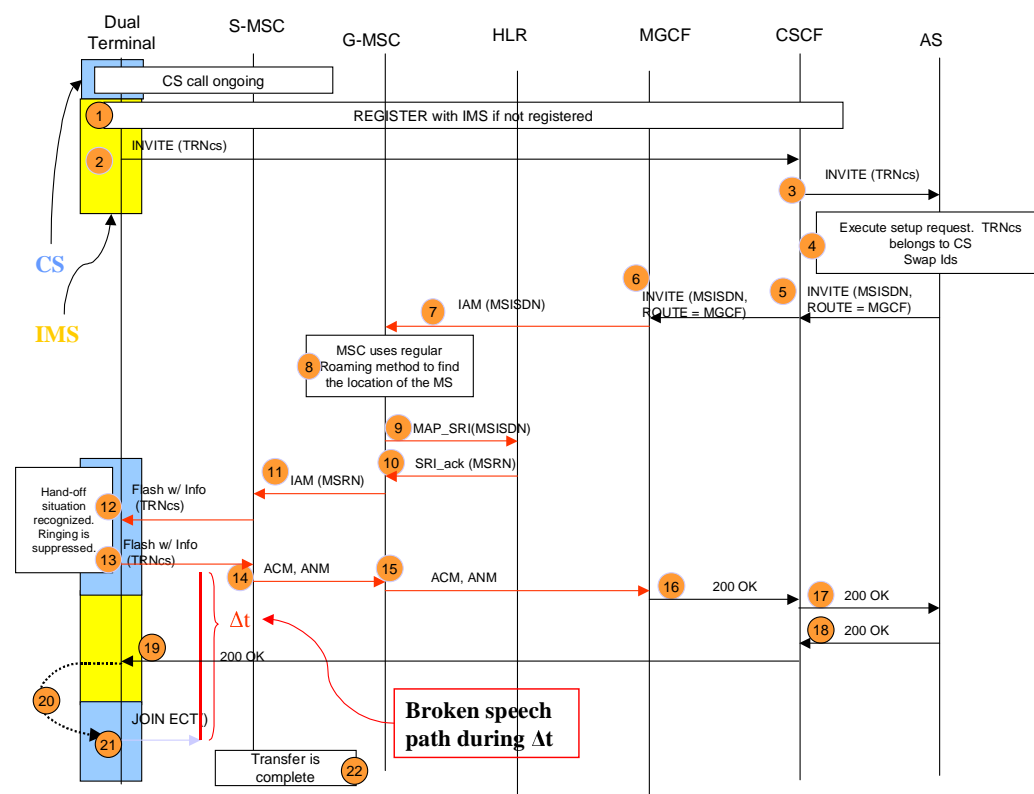 Dual
Terminal
S-MSC
G-MSC
HLR
MGCF
CSCF
AS
CS call ongoing
1
REGISTER with IMS if not registered
INVITE (TRNcs)
2
INVITE (TRNcs)
3
Execute setup request. TRNcs
belongs to CS
Swap Ids
4
CS
IMS
5
INVITE (MSISDN,
ROUTE = MGCF)
6
INVITE (MSISDN,
ROUTE = MGCF)
7
IAM (MSISDN)
8
MSC uses regular
Roaming method to find
the location of the MS
9
MAP_SRI(MSISDN)
10
SRI_ack (MSRN)
11
IAM (MSRN)
Hand-off
situation
recognized.
Ringing is
suppressed.
12
Flash w/ Info
(TRNcs)
13
Flash w/ Info
(TRNcs)
14
ACM, ANM
15
ACM, ANM
16
200 OK
17
200 OK
18
200 OK
Δt
19
200 OK
20
21
JOIN ECT()
Broken speech
path during Δt
Transfer is
complete
22